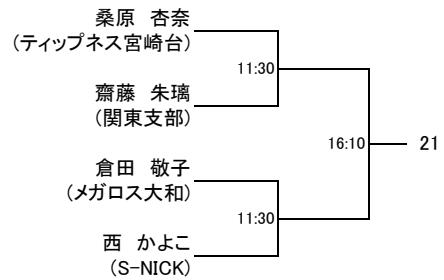 桑原　杏奈
(ティップネス宮崎台)
11:30
齋藤　朱璃
(関東支部)
16:10
21
倉田　敬子
(メガロス大和)
11:30
西　かよこ
(S-NICK)